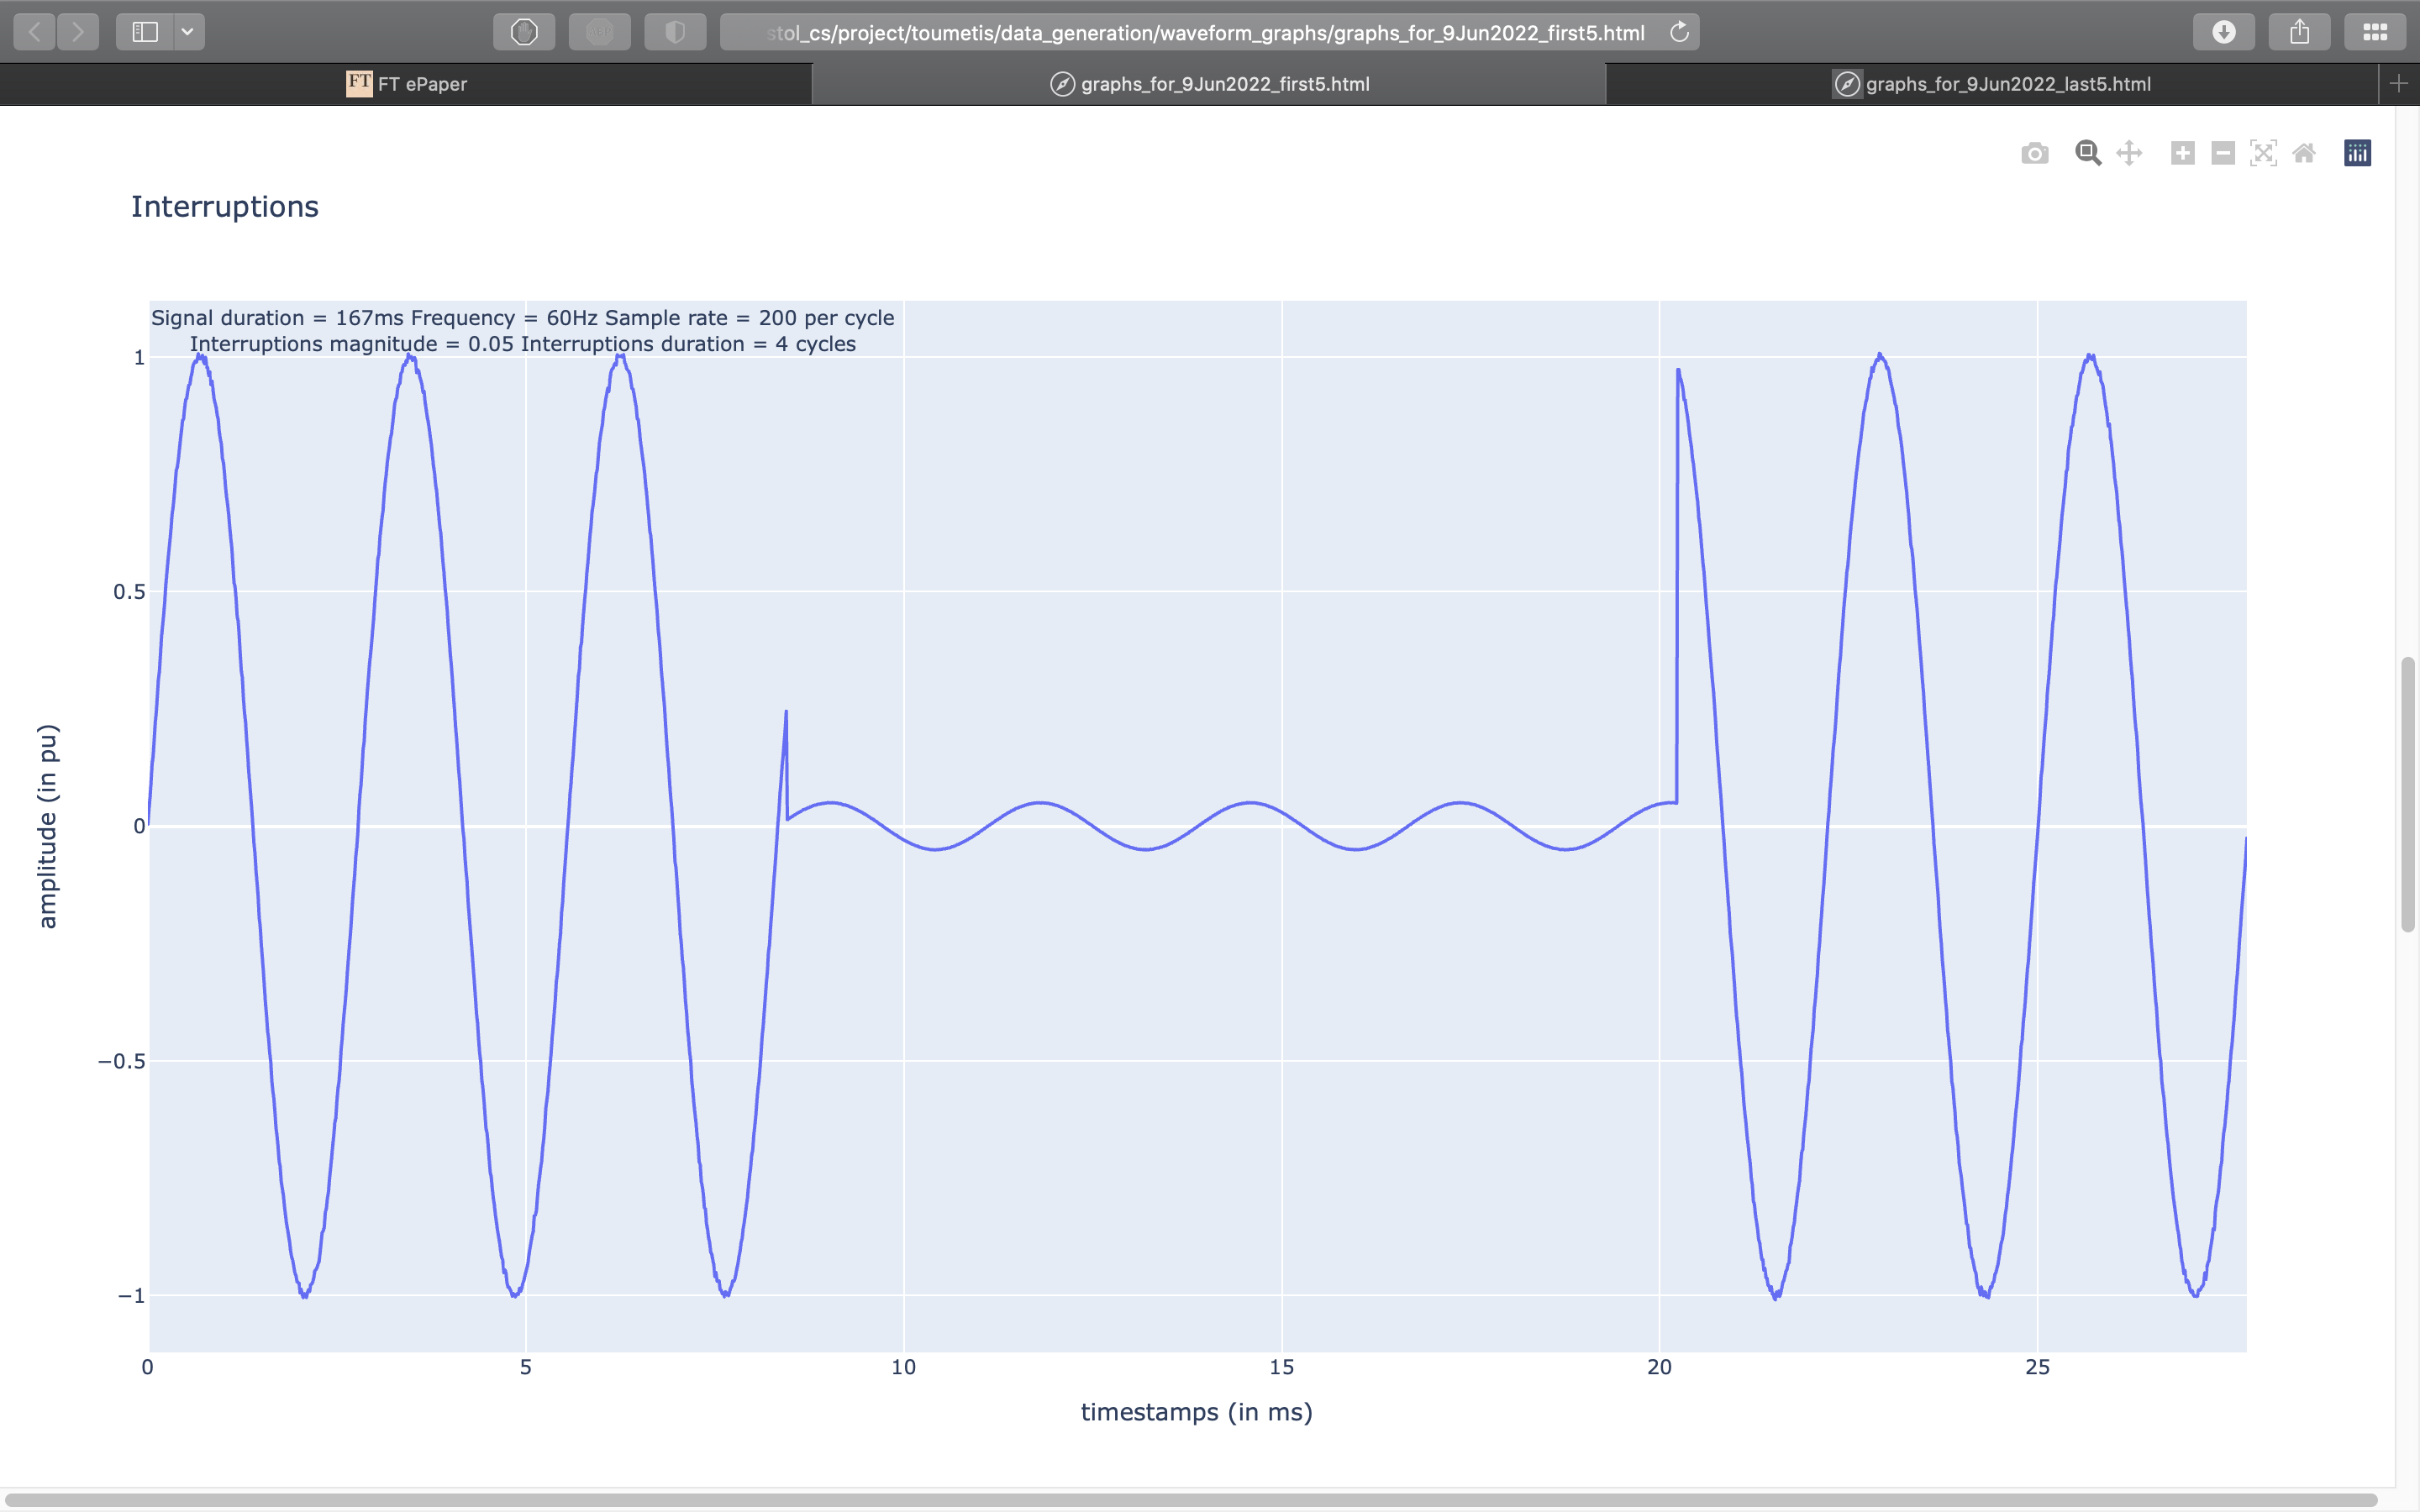 stol_cs/project/toumetis/data_generation/waveform_graphs/graphs_for_9Jun2022_first5.html
FT FT ePaper
graphs_for_9Jun2022_first5.html
graphs_for_9Jun2022_last5.html
Interruptions
Signal duration = 167ms Frequency = 60Hz Sample rate = 200 per cycle
Interruptions magnitude = 0.05 Interruptions duration = 4 cycles
1
0.5
0
−0.5
−1
amplitude (in pu)
0 5 10 15 20 25
timestamps (in ms)